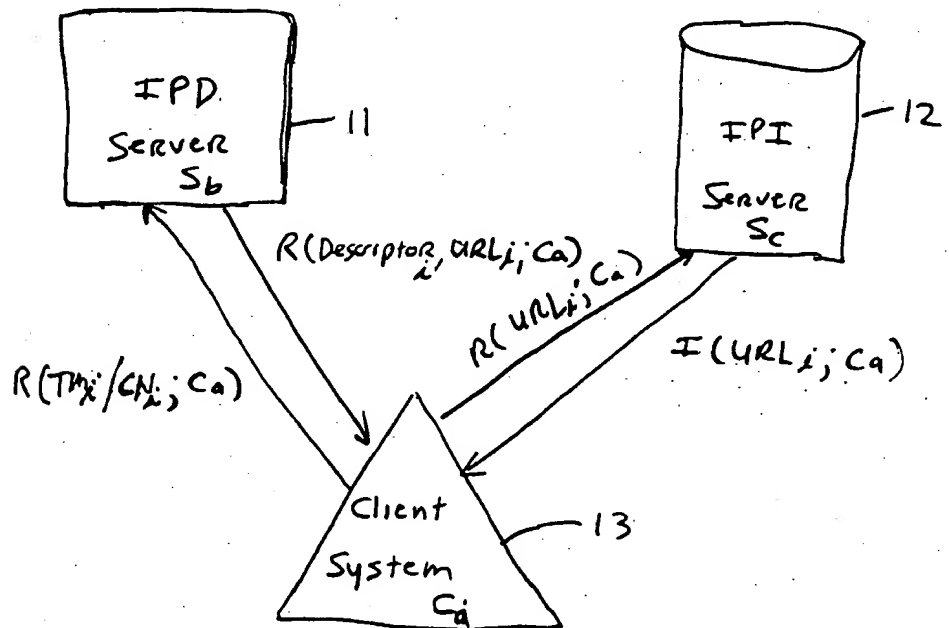 IPD
SERVER
Sb
11
IPI
SERVER
Sc
12
R(Descriptor i, URLi; Ca)
R(URLi; Ca)
I(URLi; Ca)
R(TMi/CNi; Ca)
Client
System
Ca
13